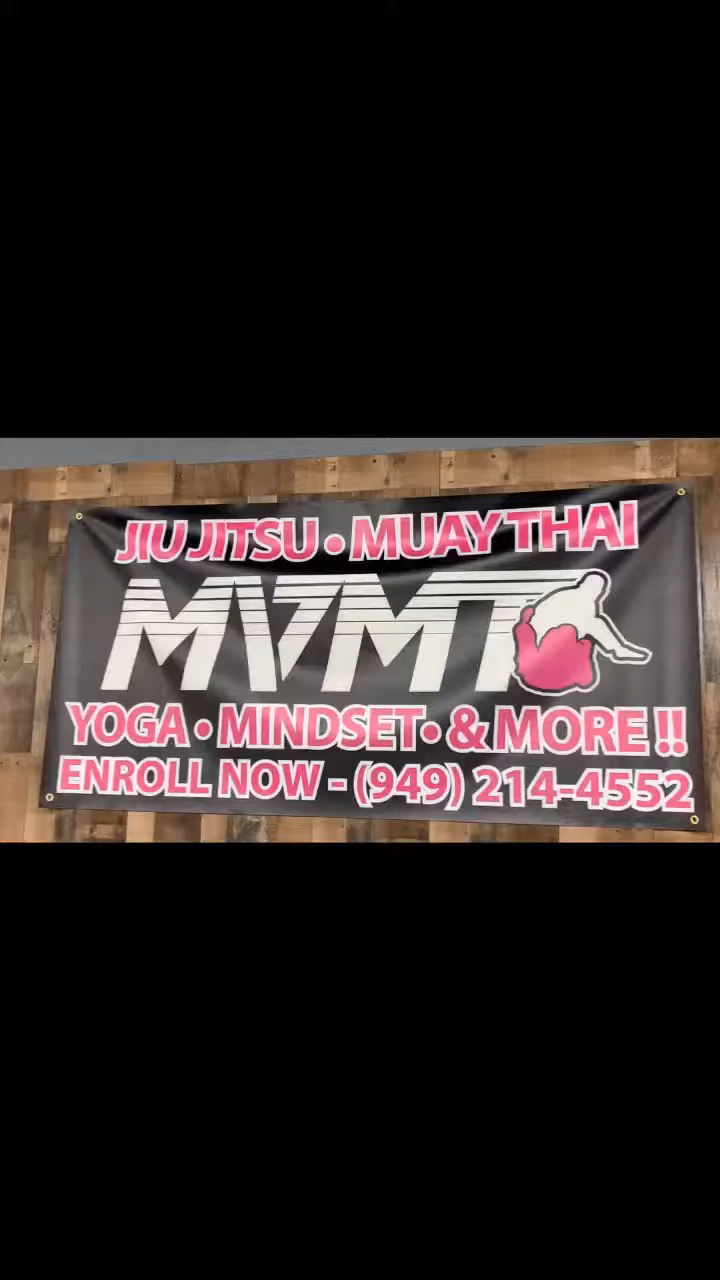 JIU JITSU • MUAY THAI
MVMT
YOGA • MINDSET • & MORE !!
ENROLL NOW - (949) 214-4552